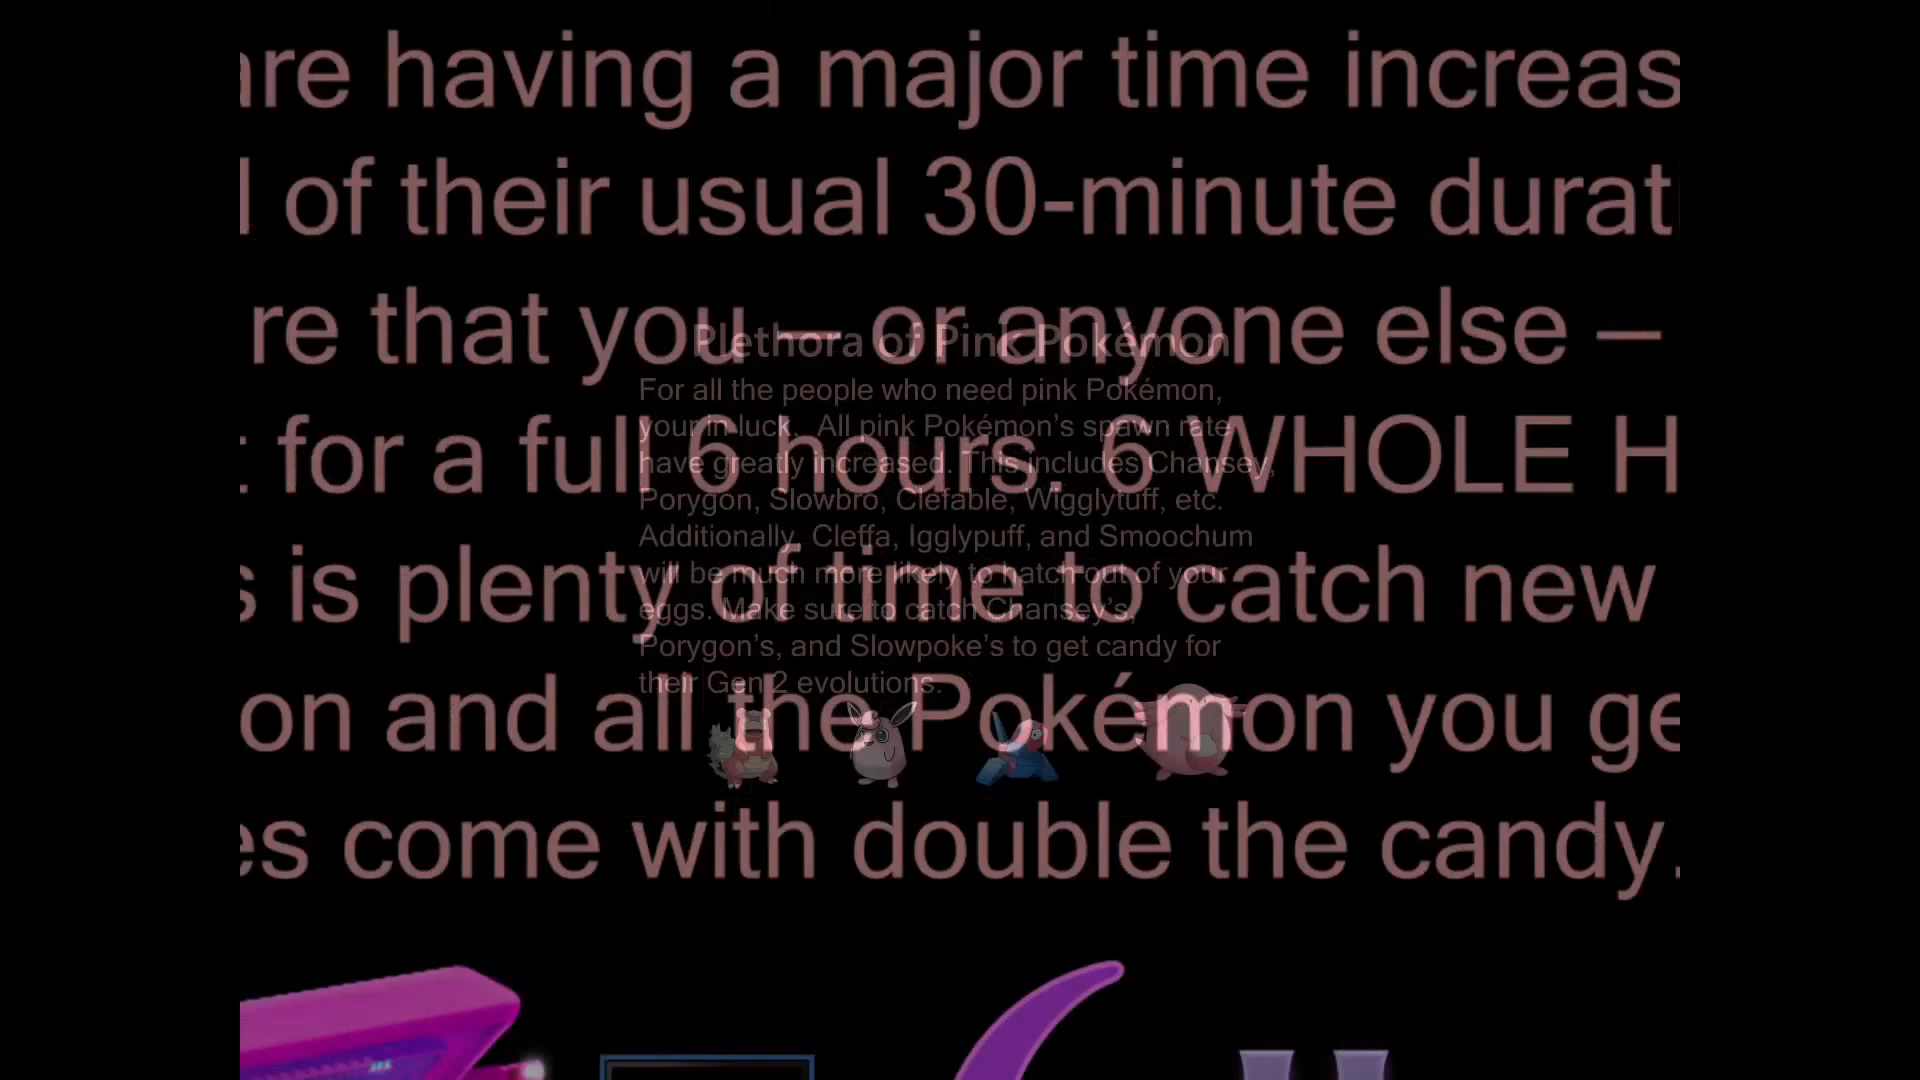 are having a major time increas
of their usual 30-minute durat
re that you – or anyone else –
for a full 6 hours. 6 WHOLE H
s is plenty of time to catch new
on and all the Pokémon you ge
es come with double the candy.
Plethora of Pink Pokémon
For all the people who need pink Pokémon,
your in luck. All pink Pokémon’s spawn rate
have greatly increased. This includes Chansey,
Porygon, Slowbro, Clefable, Wigglytuff, etc.
Additionally, Cleffa, Igglypuff, and Smoochum
will be much more likely to hatch out of your
eggs. Make sure to catch Chansey’s,
Porygon’s, and Slowpoke’s to get candy for
their Gen 2 evolutions.